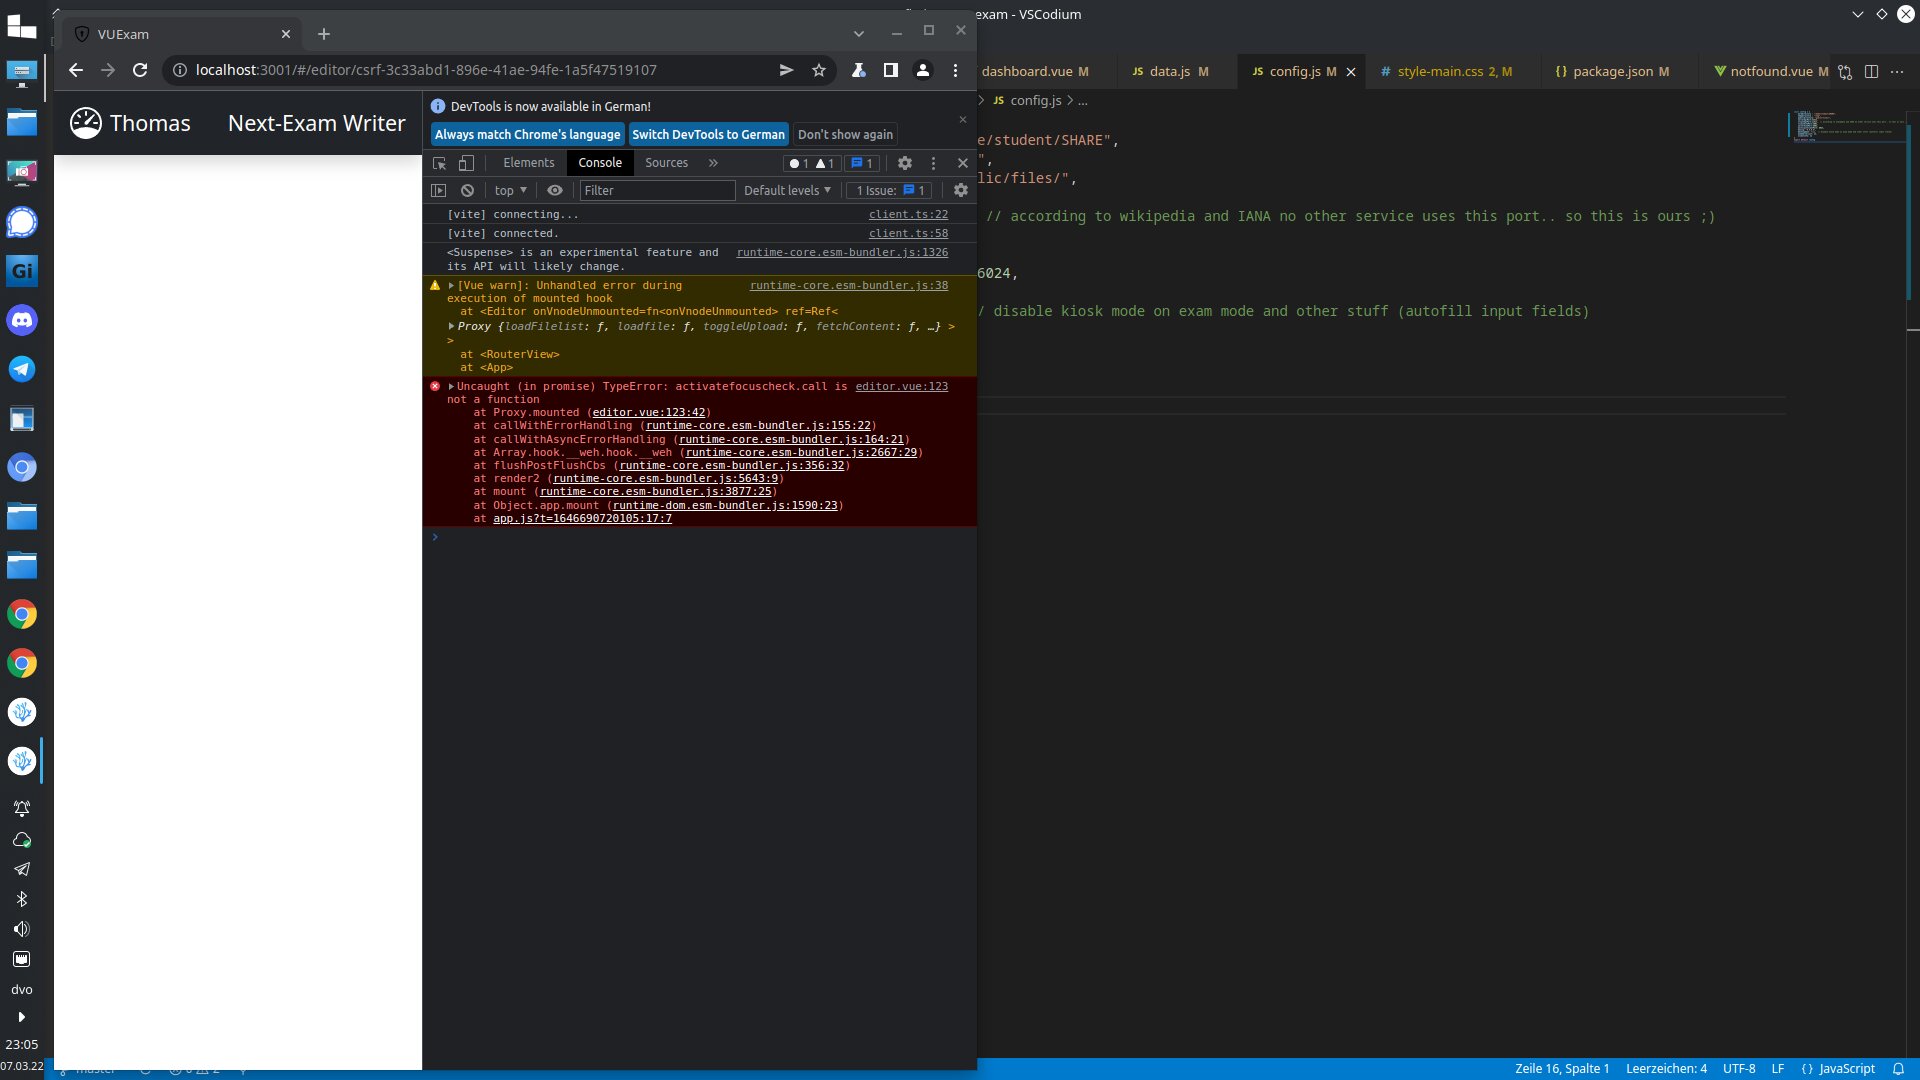 VUExam
exam - VSCodium
localhost:3001/#/editor/csrf-3c33abd1-896e-41ae-94fe-1a5f47519107
dashboard.vue M
JS data.js M
JS config.js M
# style-main.css 2, M
{} package.json M
notfound.vue M
JS config.js > ...
Thomas
Next-Exam Writer
DevTools is now available in German!
Always match Chrome's language
Switch DevTools to German
Don't show again
Elements
Console
Sources
1
1
1
top
Filter
Default levels
1 Issue:
1
[vite] connecting...
client.ts:22
[vite] connected.
client.ts:58
<Suspense> is an experimental feature and
runtime-core.esm-bundler.js:1326
its API will likely change.
[Vue warn]: Unhandled error during
runtime-core.esm-bundler.js:38
execution of mounted hook
at <Editor onVnodeUnmounted=fn<onVnodeUnmounted> ref=Ref<
Proxy {loadFilelist: ƒ, loadfile: ƒ, toggleUpload: ƒ, fetchContent: ƒ, …} >
>
at <RouterView>
at <App>
Uncaught (in promise) TypeError: activatefocuscheck.call is
editor.vue:123
not a function
at Proxy.mounted (editor.vue:123:42)
at callWithErrorHandling (runtime-core.esm-bundler.js:155:22)
at callWithAsyncErrorHandling (runtime-core.esm-bundler.js:164:21)
at Array.hook.__weh.hook.__weh (runtime-core.esm-bundler.js:2667:29)
at flushPostFlushCbs (runtime-core.esm-bundler.js:356:32)
at render2 (runtime-core.esm-bundler.js:5643:9)
at mount (runtime-core.esm-bundler.js:3877:25)
at Object.app.mount (runtime-dom.esm-bundler.js:1590:23)
at app.js?t=1646690720105:17:7
e/student/SHARE",
",
lic/files/",
// according to wikipedia and IANA no other service uses this port.. so this is ours ;)
6024,
/ disable kiosk mode on exam mode and other stuff (autofill input fields)
Gi
dvo
23:05
07.03.22
master
Zeile 16, Spalte 1
Leerzeichen: 4
UTF-8
LF
{} JavaScript